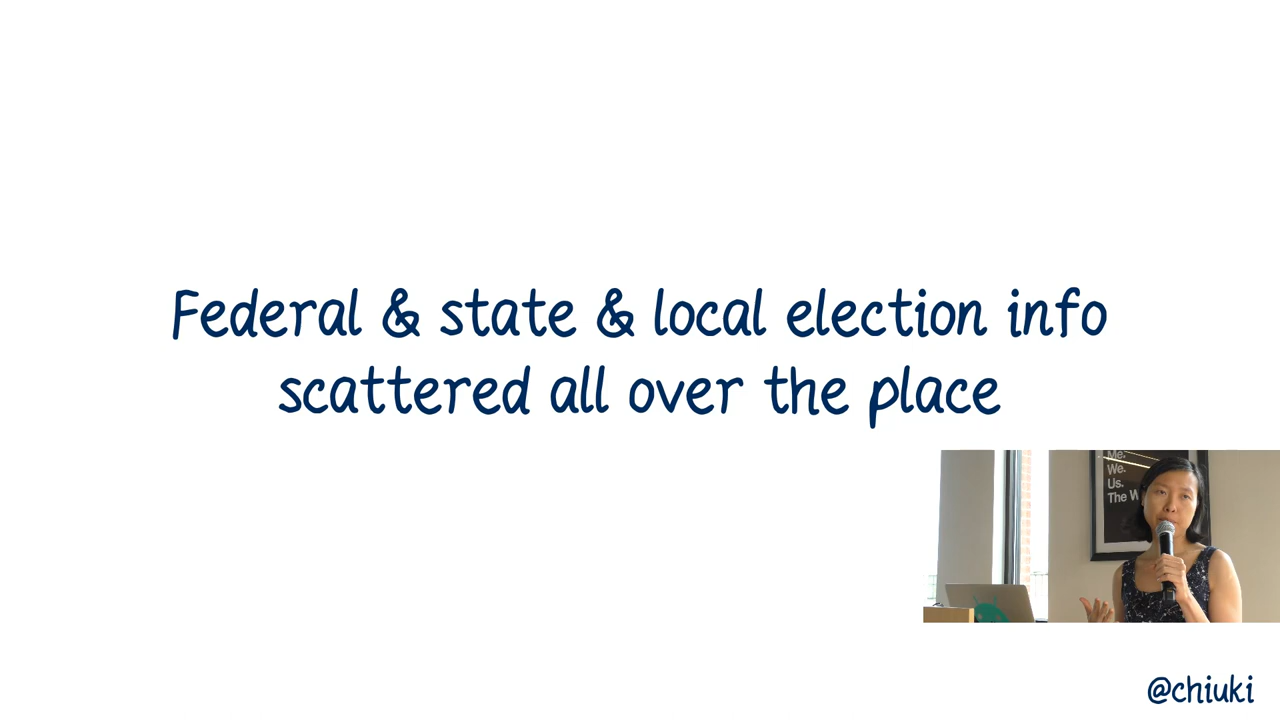 Federal & state & local election info
scattered all over the place
Me.
We.
Us.
The
@chiuki